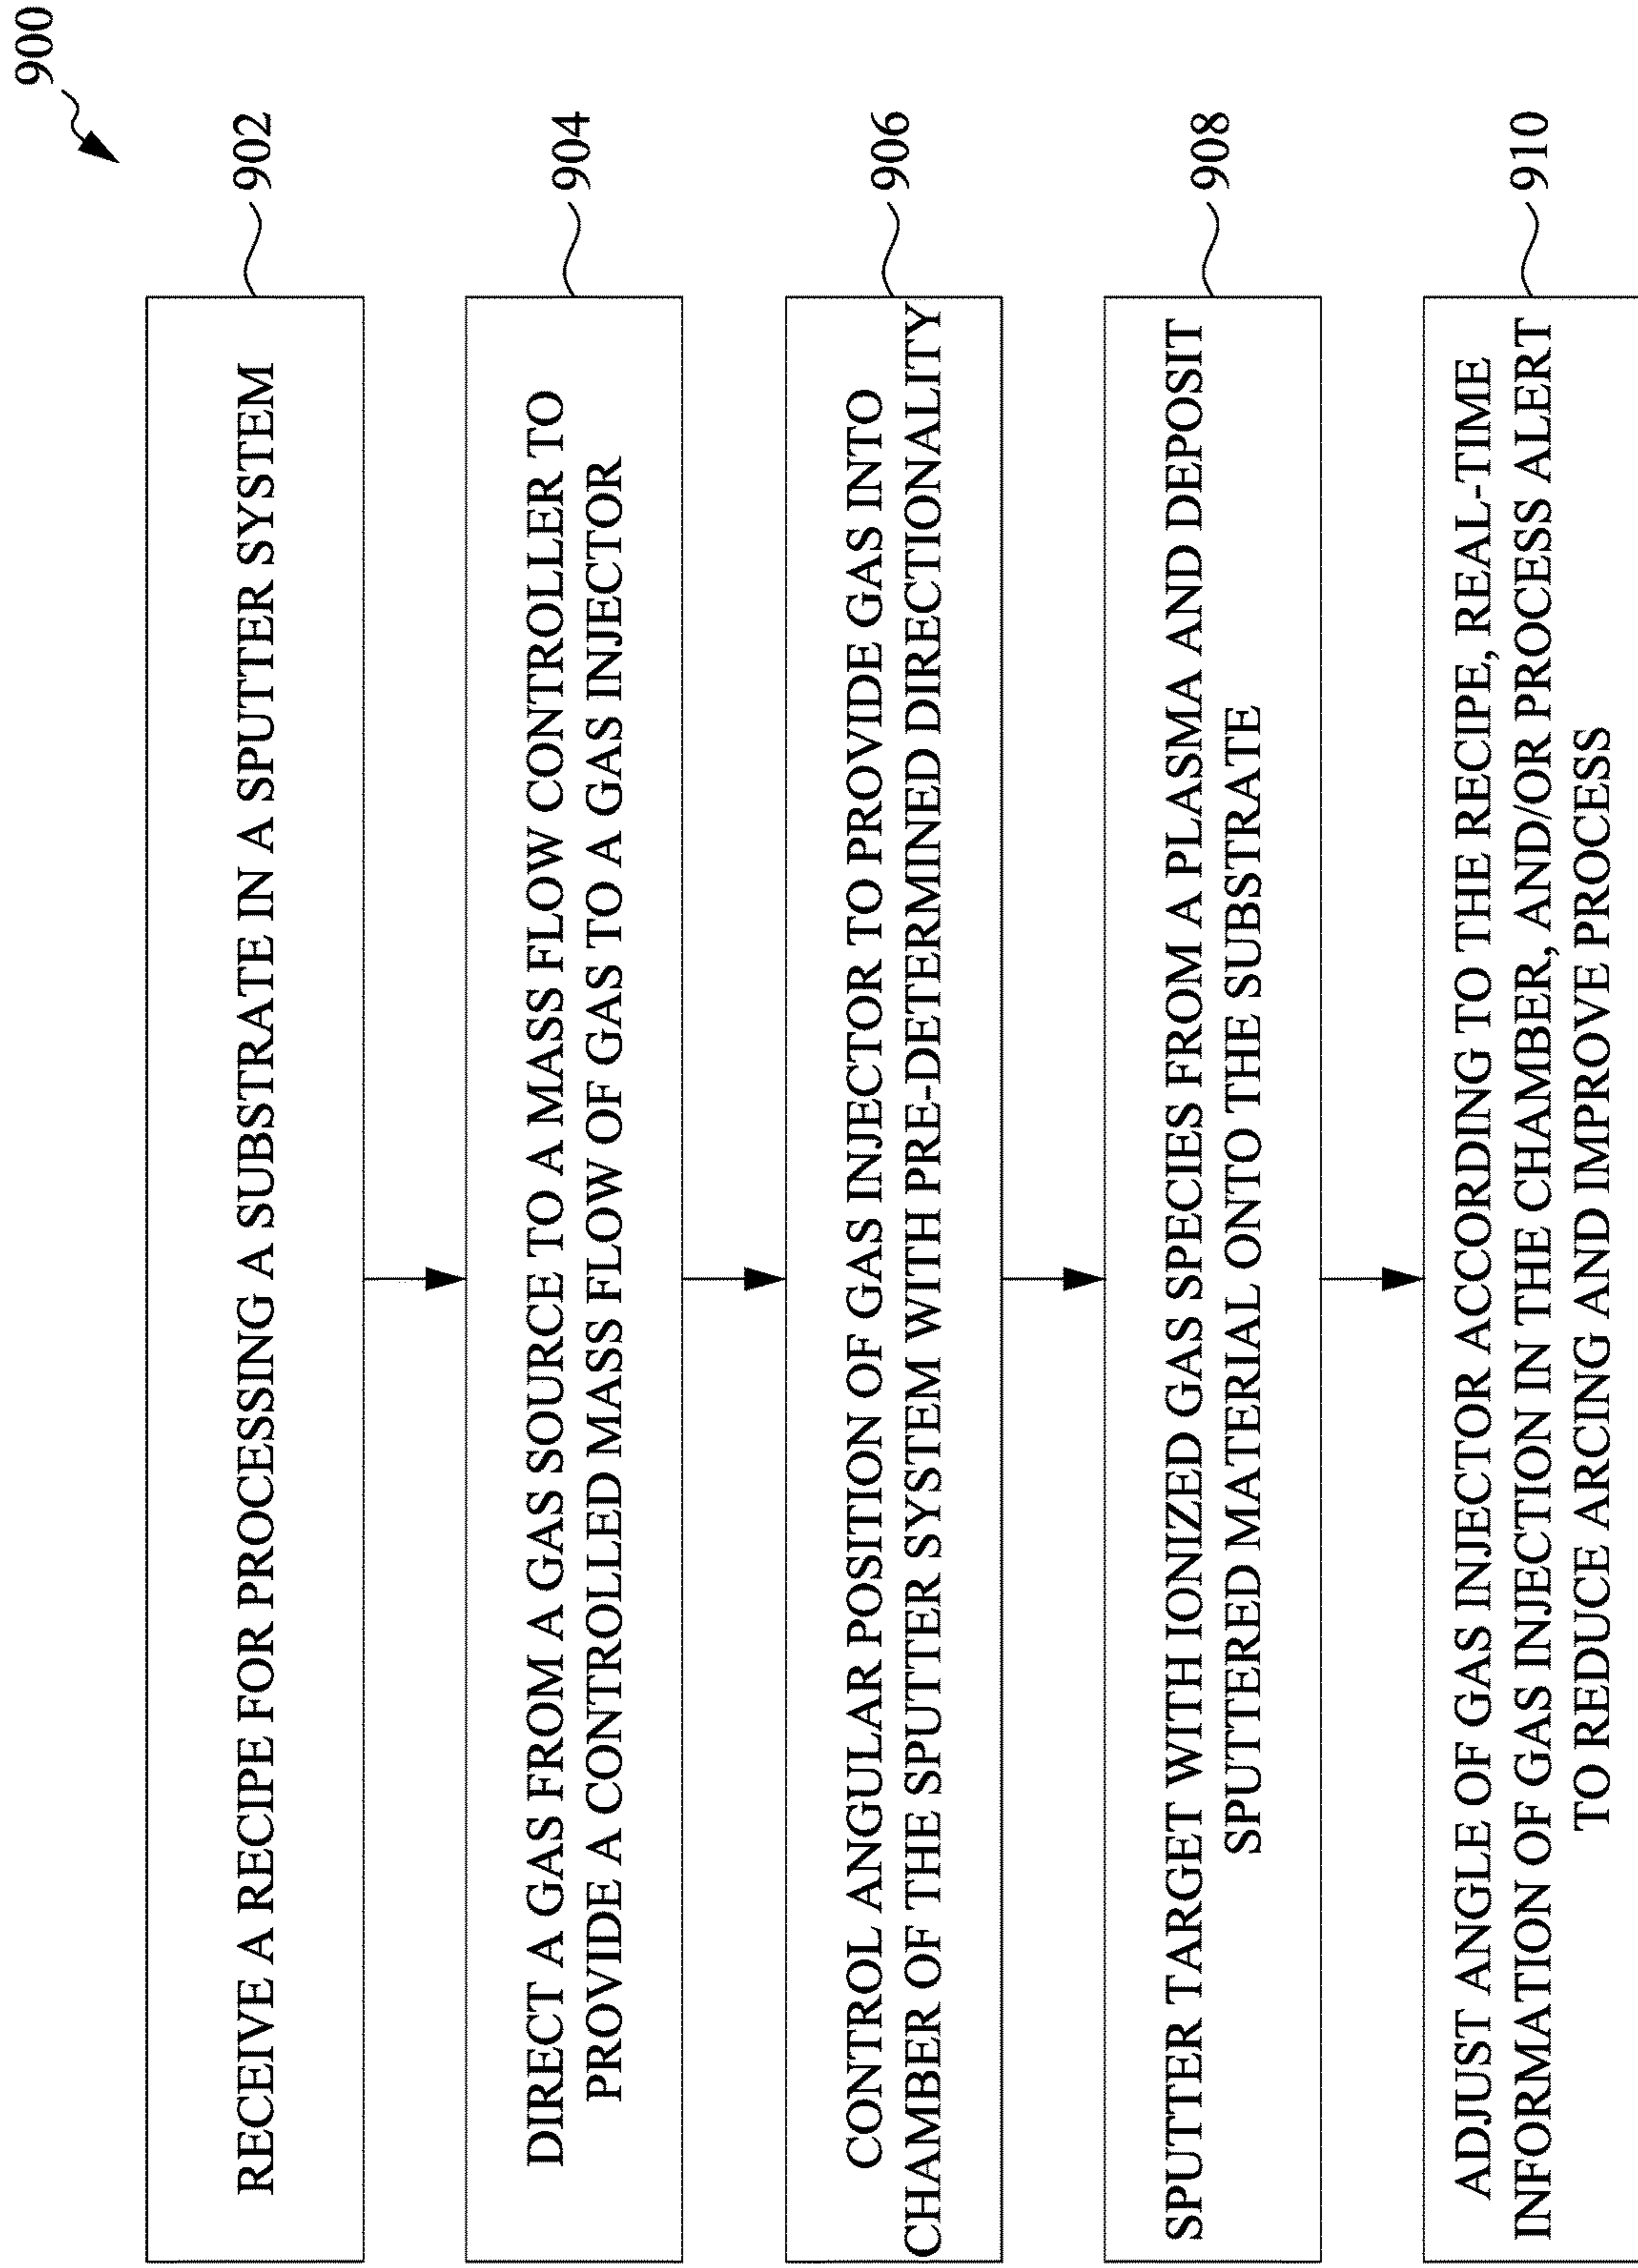 900
RECEIVE A RECIPE FOR PROCESSING A SUBSTRATE IN A SPUTTER SYSTEM
902
DIRECT A GAS FROM A GAS SOURCE TO A MASS FLOW CONTROLLER TO
PROVIDE A CONTROLLED MASS FLOW OF GAS TO A GAS INJECTOR
904
CONTROL ANGULAR POSITION OF GAS INJECTOR TO PROVIDE GAS INTO
CHAMBER OF THE SPUTTER SYSTEM WITH PRE-DETERMINED DIRECTIONALITY
906
SPUTTER TARGET WITH IONIZED GAS SPECIES FROM A PLASMA AND DEPOSIT
SPUTTERED MATERIAL ONTO THE SUBSTRATE
908
ADJUST ANGLE OF GAS INJECTOR ACCORDING TO THE RECIPE, REAL-TIME
INFORMATION OF GAS INJECTION IN THE CHAMBER, AND/OR PROCESS ALERT
TO REDUCE ARCING AND IMPROVE PROCESS
910